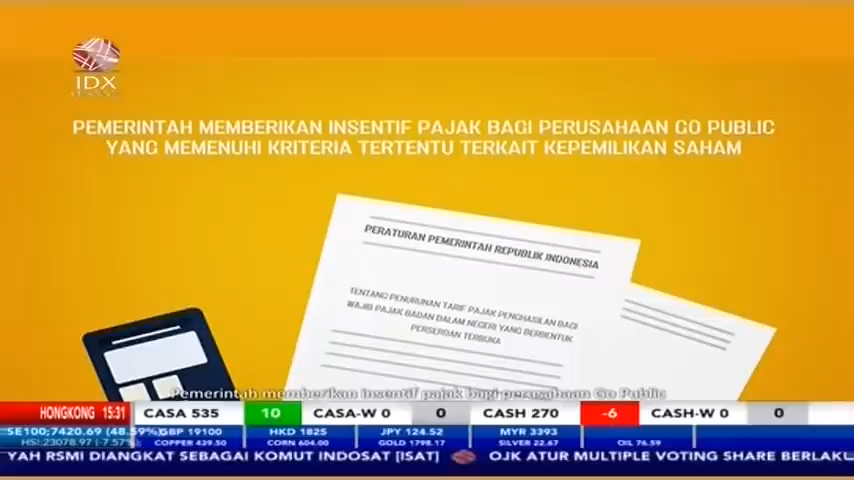 IDX
CHANNEL
PEMERINTAH MEMBERIKAN INSENTIF PAJAK BAGI PERUSAHAAN GO PUBLIC
YANG MEMENUHI KRITERIA TERTENTU TERKAIT KEPEMILIKAN SAHAM
PERATURAN PEMERINTAH REPUBLIK INDONESIA
TENTANG PENURUNAN TARIF PAJAK PENGHASILAN BAGI
WAJIB PAJAK BADAN DALAM NEGERI YANG BERBENTUK
PERSEROAN TERBUKA
Pemerintah memberikan insentif pajak bagi perusahaan Go Public
HONGKONG 15:31 CASA 535 10 CASA-W 0 0 CASH 270 -6 CASH-W 0 0
SE100;7420.69 (48.59%) GBP 19100 HKD 1825 JPY 124.52 MYR 3393
HSI:23078.97 (-7.57%) COPPER 439.50 CORN 604.00 GOLD 1798.17 SILVER 22.67 OIL 76.59
YAH RSMI DIANGKAT SEBAGAI KOMUT INDOSAT [ISAT] OJK ATUR MULTIPLE VOTING SHARE BERLAKU